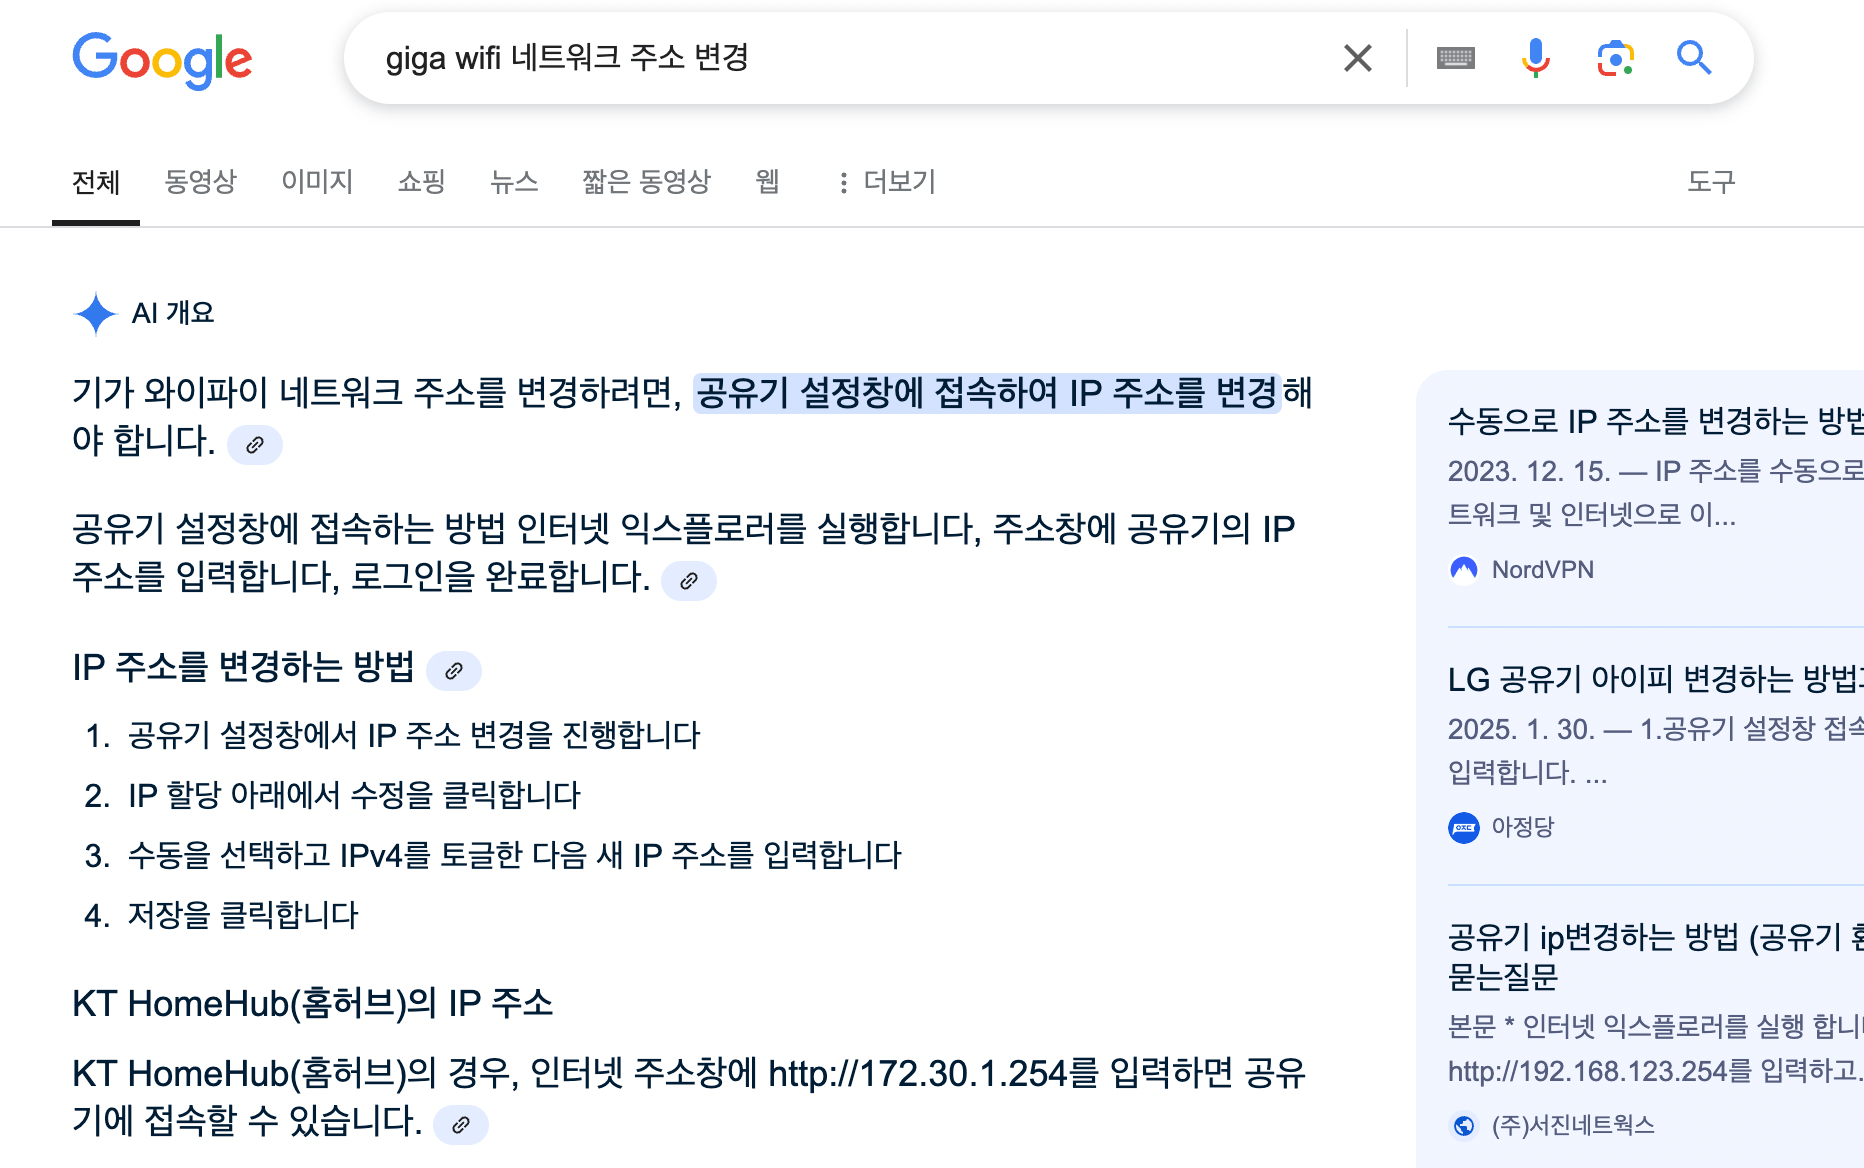 Google
giga wifi 네트워크 주소 변경
전체 동영상 이미지 쇼핑 뉴스 짧은 동영상 웹 더보기 도구
AI 개요
기가 와이파이 네트워크 주소를 변경하려면, 공유기 설정창에 접속하여 IP 주소를 변경해
야 합니다.
공유기 설정창에 접속하는 방법 인터넷 익스플로러를 실행합니다, 주소창에 공유기의 IP
주소를 입력합니다, 로그인을 완료합니다.
IP 주소를 변경하는 방법
1. 공유기 설정창에서 IP 주소 변경을 진행합니다
2. IP 할당 아래에서 수정을 클릭합니다
3. 수동을 선택하고 IPv4를 토글한 다음 새 IP 주소를 입력합니다
4. 저장을 클릭합니다
KT HomeHub(홈허브)의 IP 주소
KT HomeHub(홈허브)의 경우, 인터넷 주소창에 http://172.30.1.254를 입력하면 공유
기에 접속할 수 있습니다.
수동으로 IP 주소를 변경하는 방법
2023. 12. 15. — IP 주소를 수동으로
트워크 및 인터넷으로 이...
NordVPN
LG 공유기 아이피 변경하는 방법
2025. 1. 30. — 1.공유기 설정창 접속
입력합니다. ...
아정당
공유기 ip변경하는 방법 (공유기
묻는질문
본문 * 인터넷 익스플로러를 실행 합니
http://192.168.123.254를 입력하고.
(주)서진네트웍스